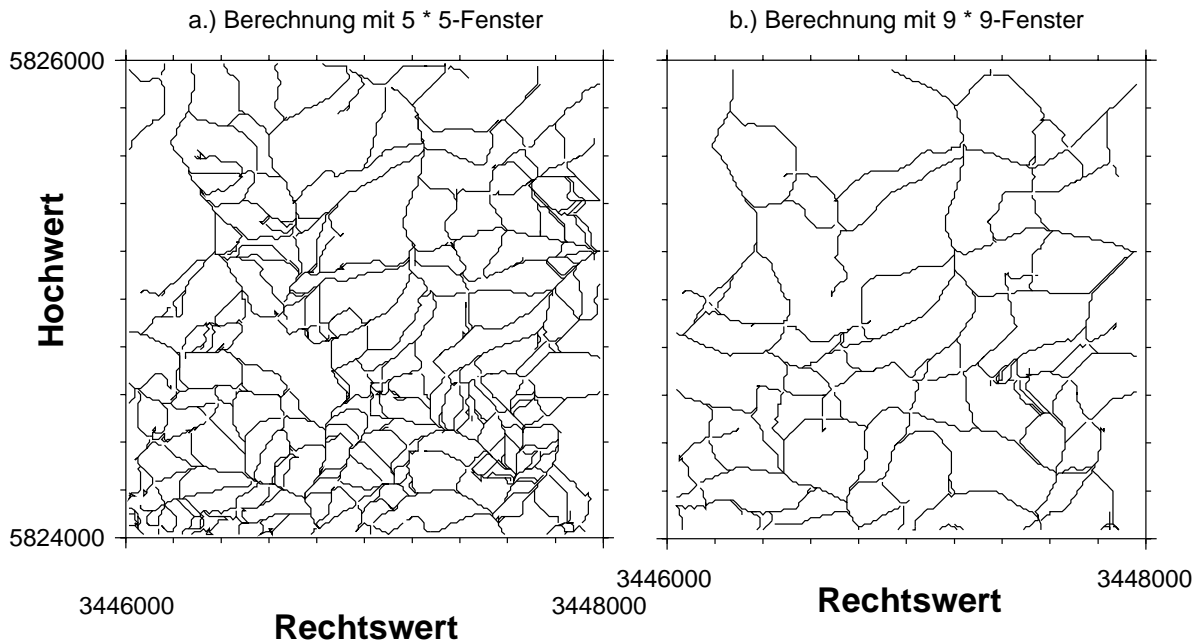 a.) Berechnung mit 5 * 5-Fenster
b.) Berechnung mit 9 * 9-Fenster
5826000
Hochwert
5824000
3446000
3448000
Rechtswert
3446000
3448000
Rechtswert